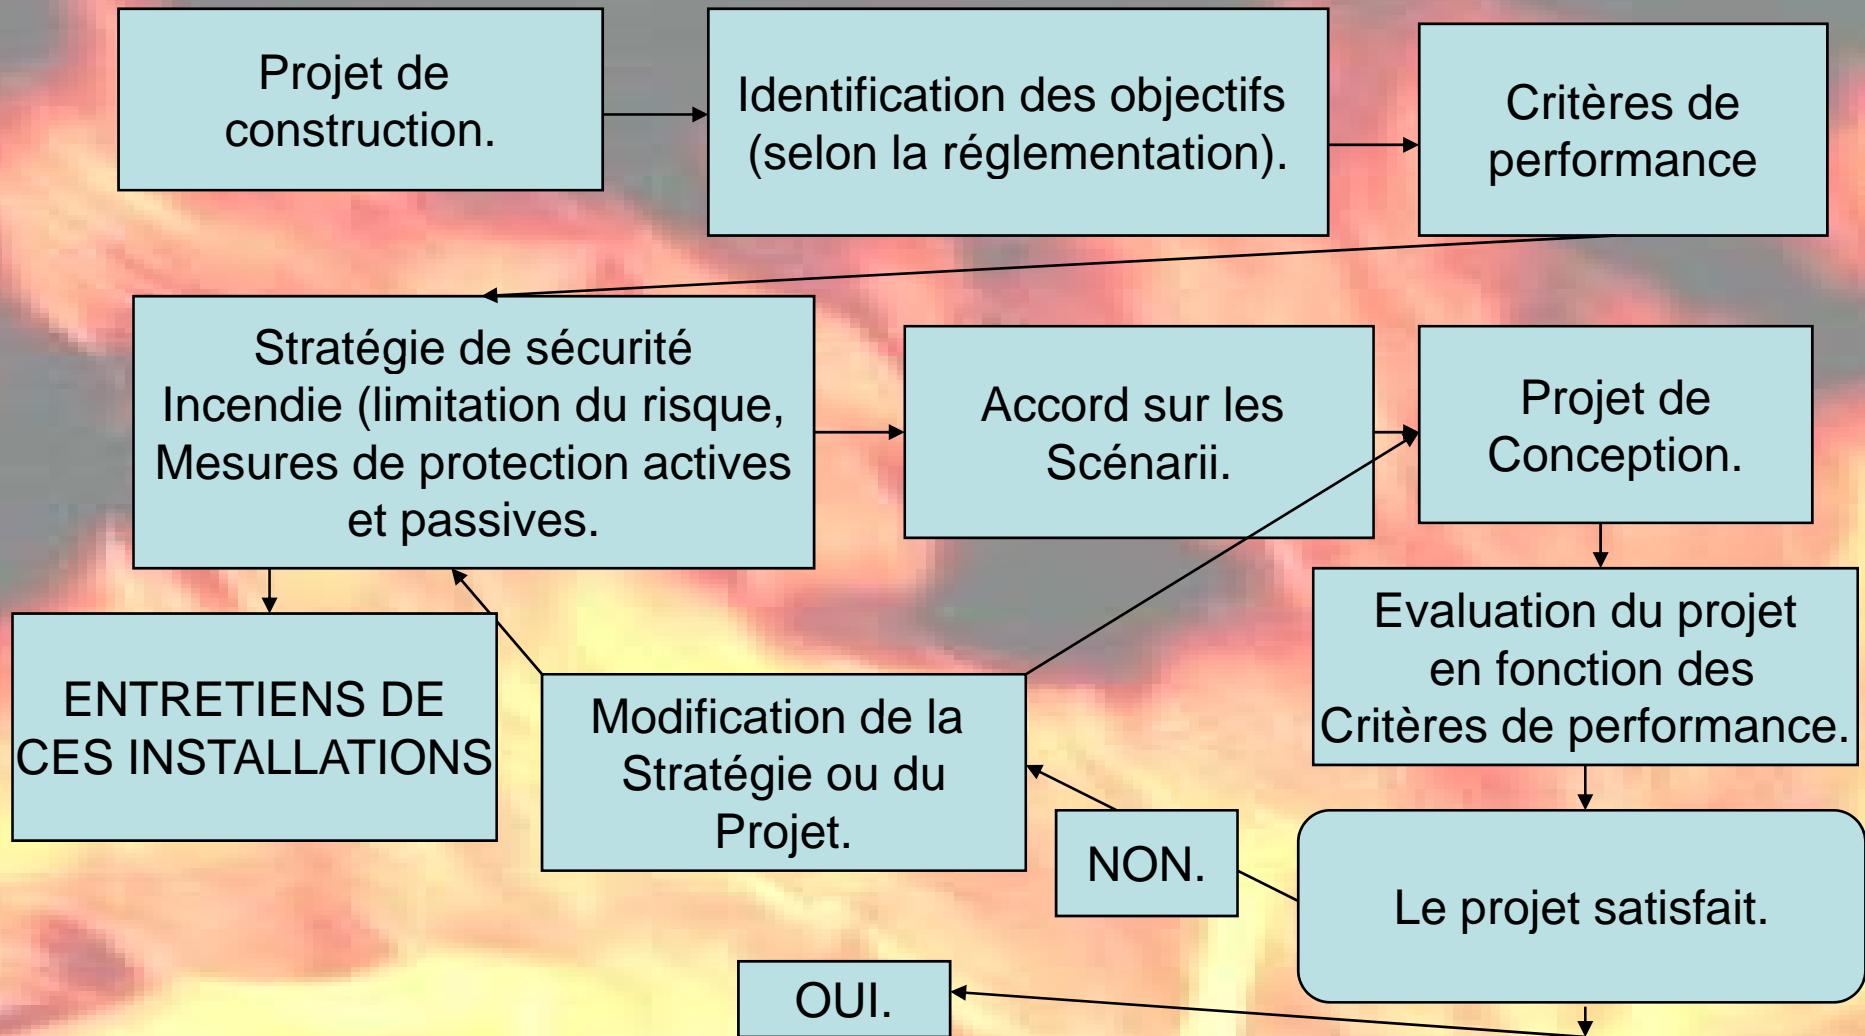 Projet de
construction.
Identification des objectifs
(selon la réglementation).
Critères de
performance
Stratégie de sécurité
Incendie (limitation du risque,
Mesures de protection actives
et passives.
Accord sur les
Scénarii.
Projet de
Conception.
ENTRETIENS DE
CES INSTALLATIONS
Modification de la
Stratégie ou du
Projet.
Evaluation du projet
en fonction des
Critères de performance.
NON.
Le projet satisfait.
OUI.